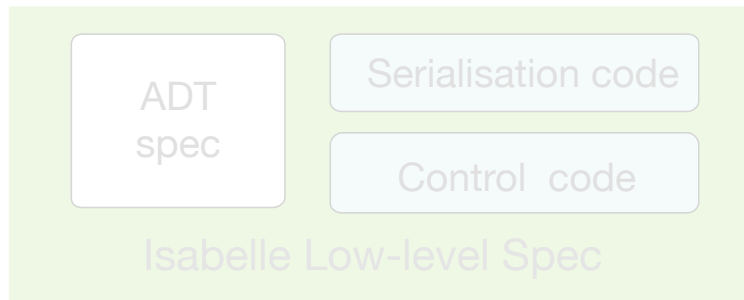 ADT
spec
Serialisation code
Control code
Isabelle Low-level Spec